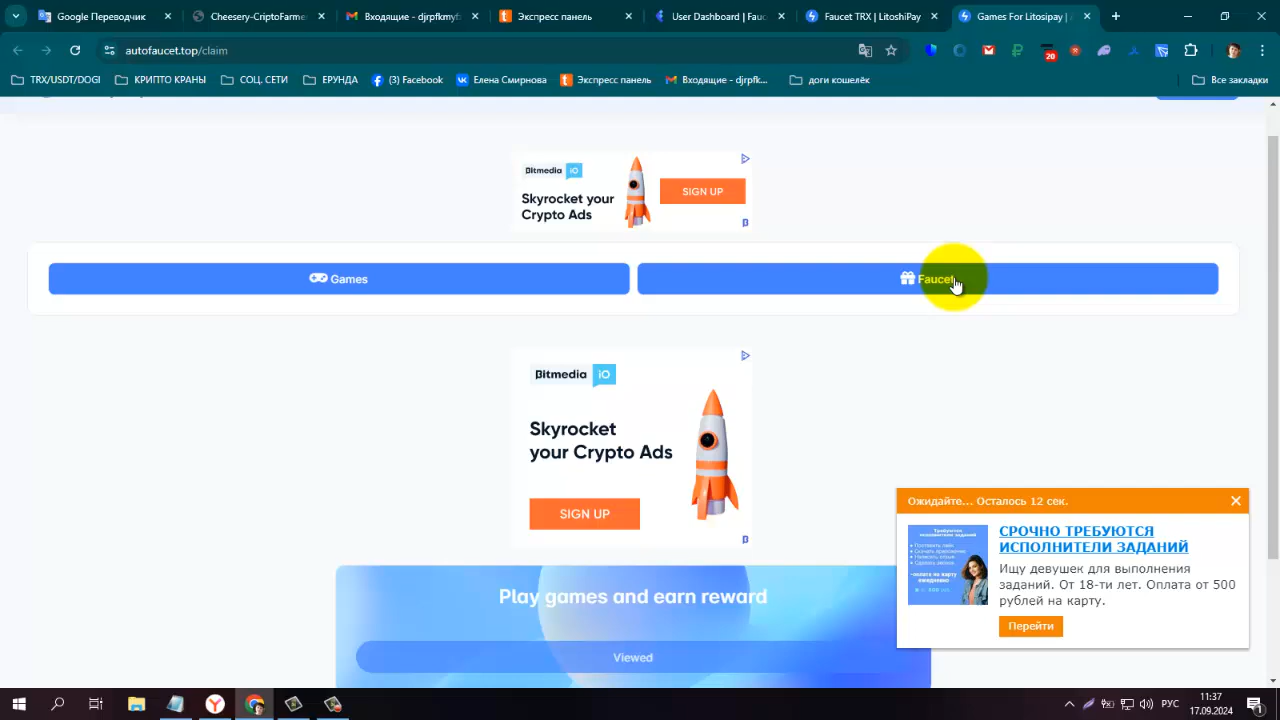 Google Переводчик
Cheesery-CriptoFarme
Входящие - djrpfkmyf
Экспресс панель
User Dashboard | Fauc
Faucet TRX | LitoshiPay
Games For Litosipay |
autofaucet.top/claim
20
TRX/USDT/DOGI
КРИПТО КРАНЫ
СОЦ. СЕТИ
ЕРУНДА
(3) Facebook
Елена Смирнова
Экспресс панель
Входящие - djrpfk...
доги кошелёк
Все закладки
Bitmedia IO
Skyrocket your
Crypto Ads
SIGN UP
Games
Faucet
Bitmedia IO
Skyrocket
your Crypto Ads
SIGN UP
Play games and earn reward
Viewed
Ожидайте... Осталось 12 сек.
СРОЧНО ТРЕБУЮТСЯ
ИСПОЛНИТЕЛИ ЗАДАНИЙ
Ищу девушек для выполнения
заданий. От 18-ти лет. Оплата от 500
рублей на карту.
Перейти
РУС
11:37
17.09.2024
1